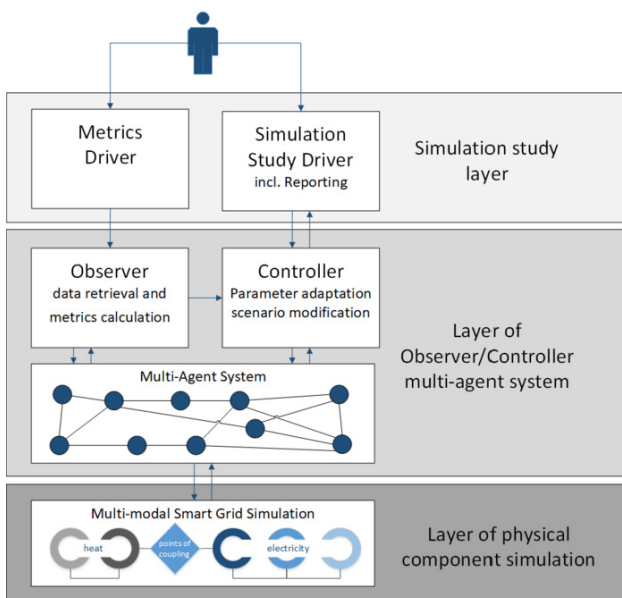 Metrics
Driver
Simulation
Study Driver
incl. Reporting
Simulation study
layer
Observer
data retrieval and
metrics calculation
Controller
Parameter adaptation
scenario modification
Layer of
Observer/Controller
multi-agent system
Multi-Agent System
Multi-modal Smart Grid Simulation
heat
points of
coupling
electricity
Layer of physical
component simulation